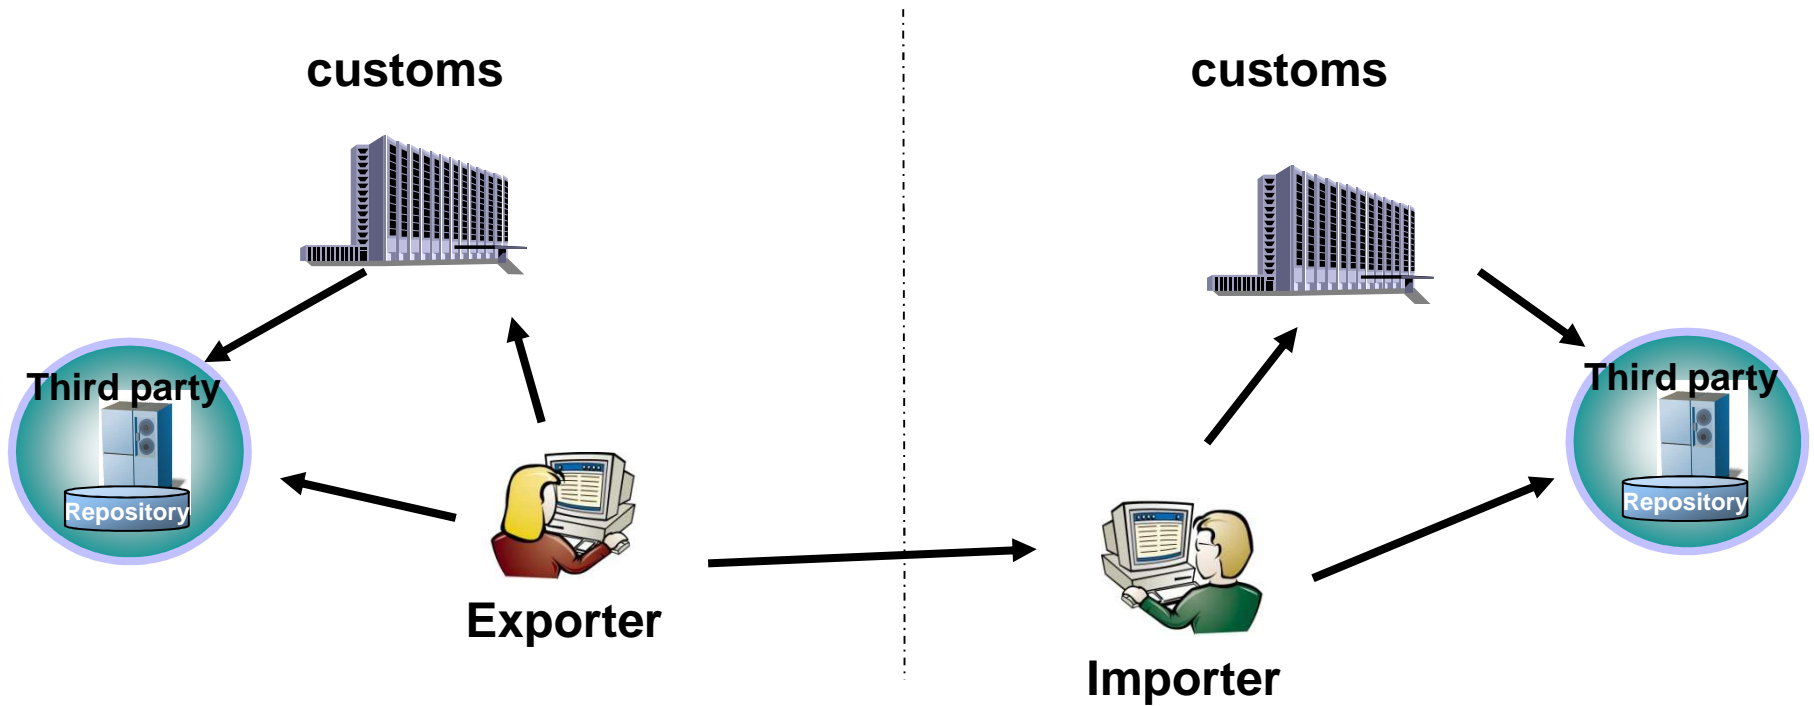 customs
customs
Third party
Repository
Third party
Repository
Exporter
Importer